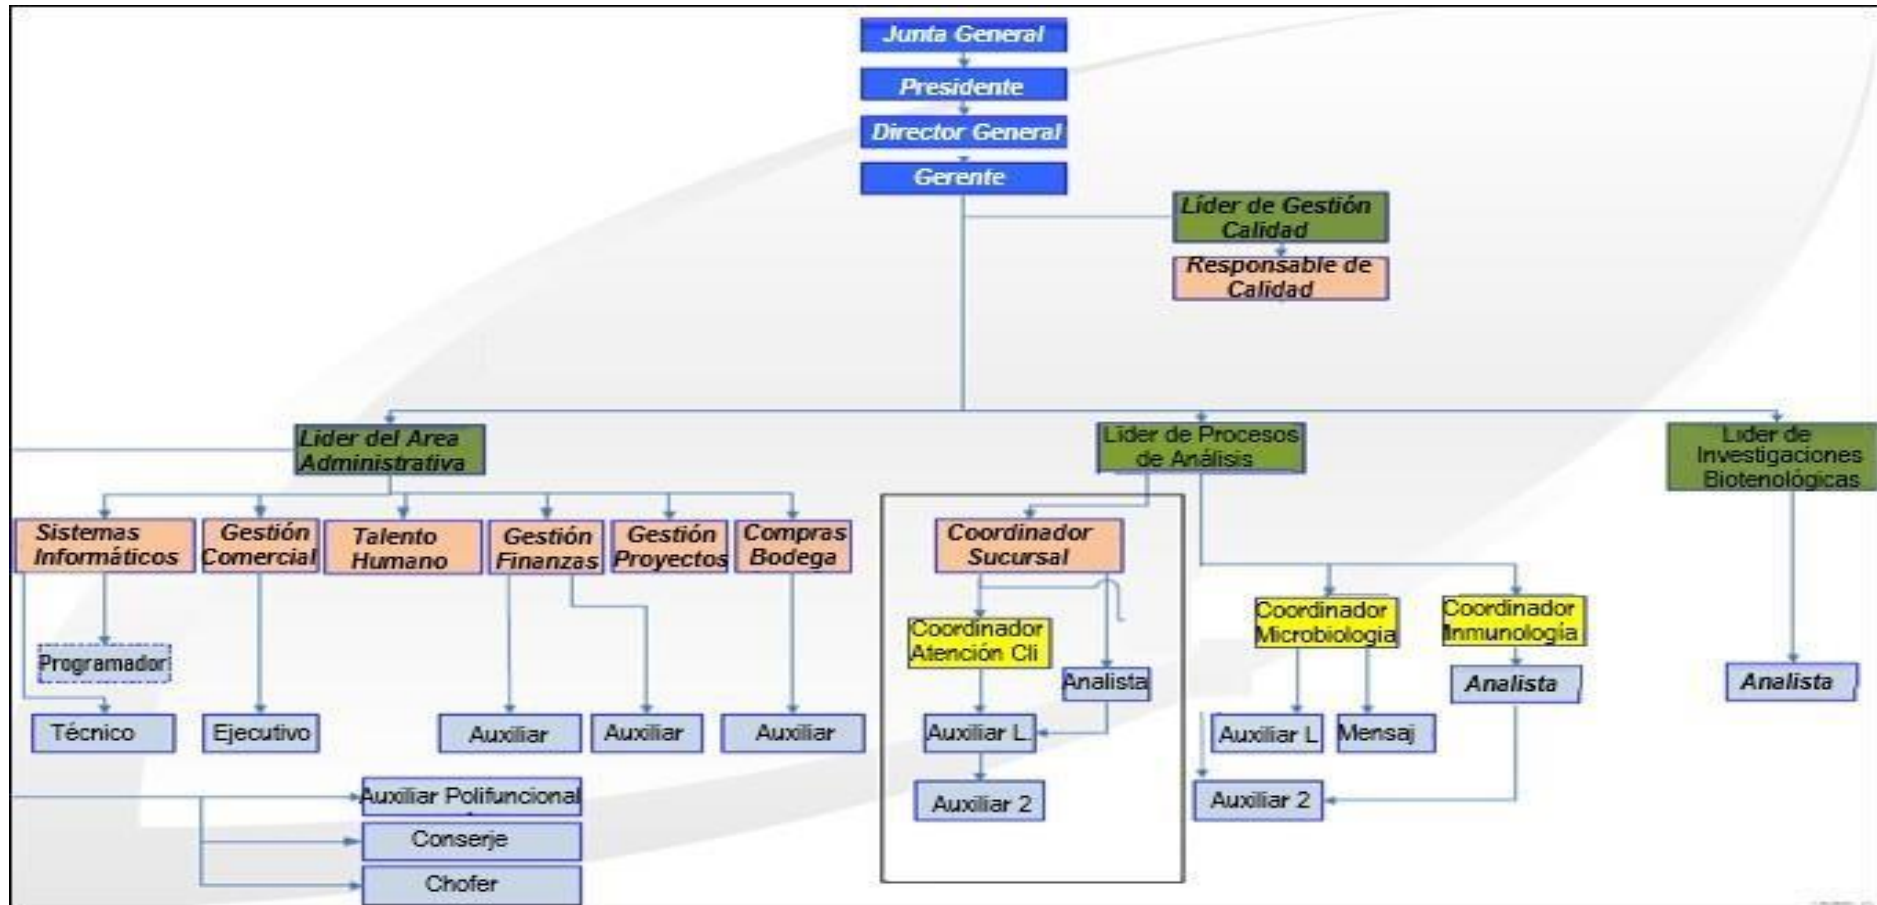 Junta General
Presidente
Director General
Gerente
Líder de Gestión
Calidad
Responsable de
Calidad
Lider del Area
Administrativa
Líder de Procesos
de Análisis
Lider de
Investigaciones
Biotenológicas
Sistemas
Informáticos
Gestión
Comercial
Talento
Humano
Gestión
Finanzas
Gestión
Proyectos
Compras
Bodega
Coordinador
Sucursal
Coordinador
Microbiologia
Coordinador
Inmunología
Coordinador
Atención Cli
Programador
Analista
Analista
Analista
Técnico
Ejecutivo
Auxiliar
Auxiliar
Auxiliar
Auxiliar L.
Auxiliar L
Mensaj
Auxiliar Polifuncional
Auxiliar 2
Auxiliar 2
Conserje
Chofer